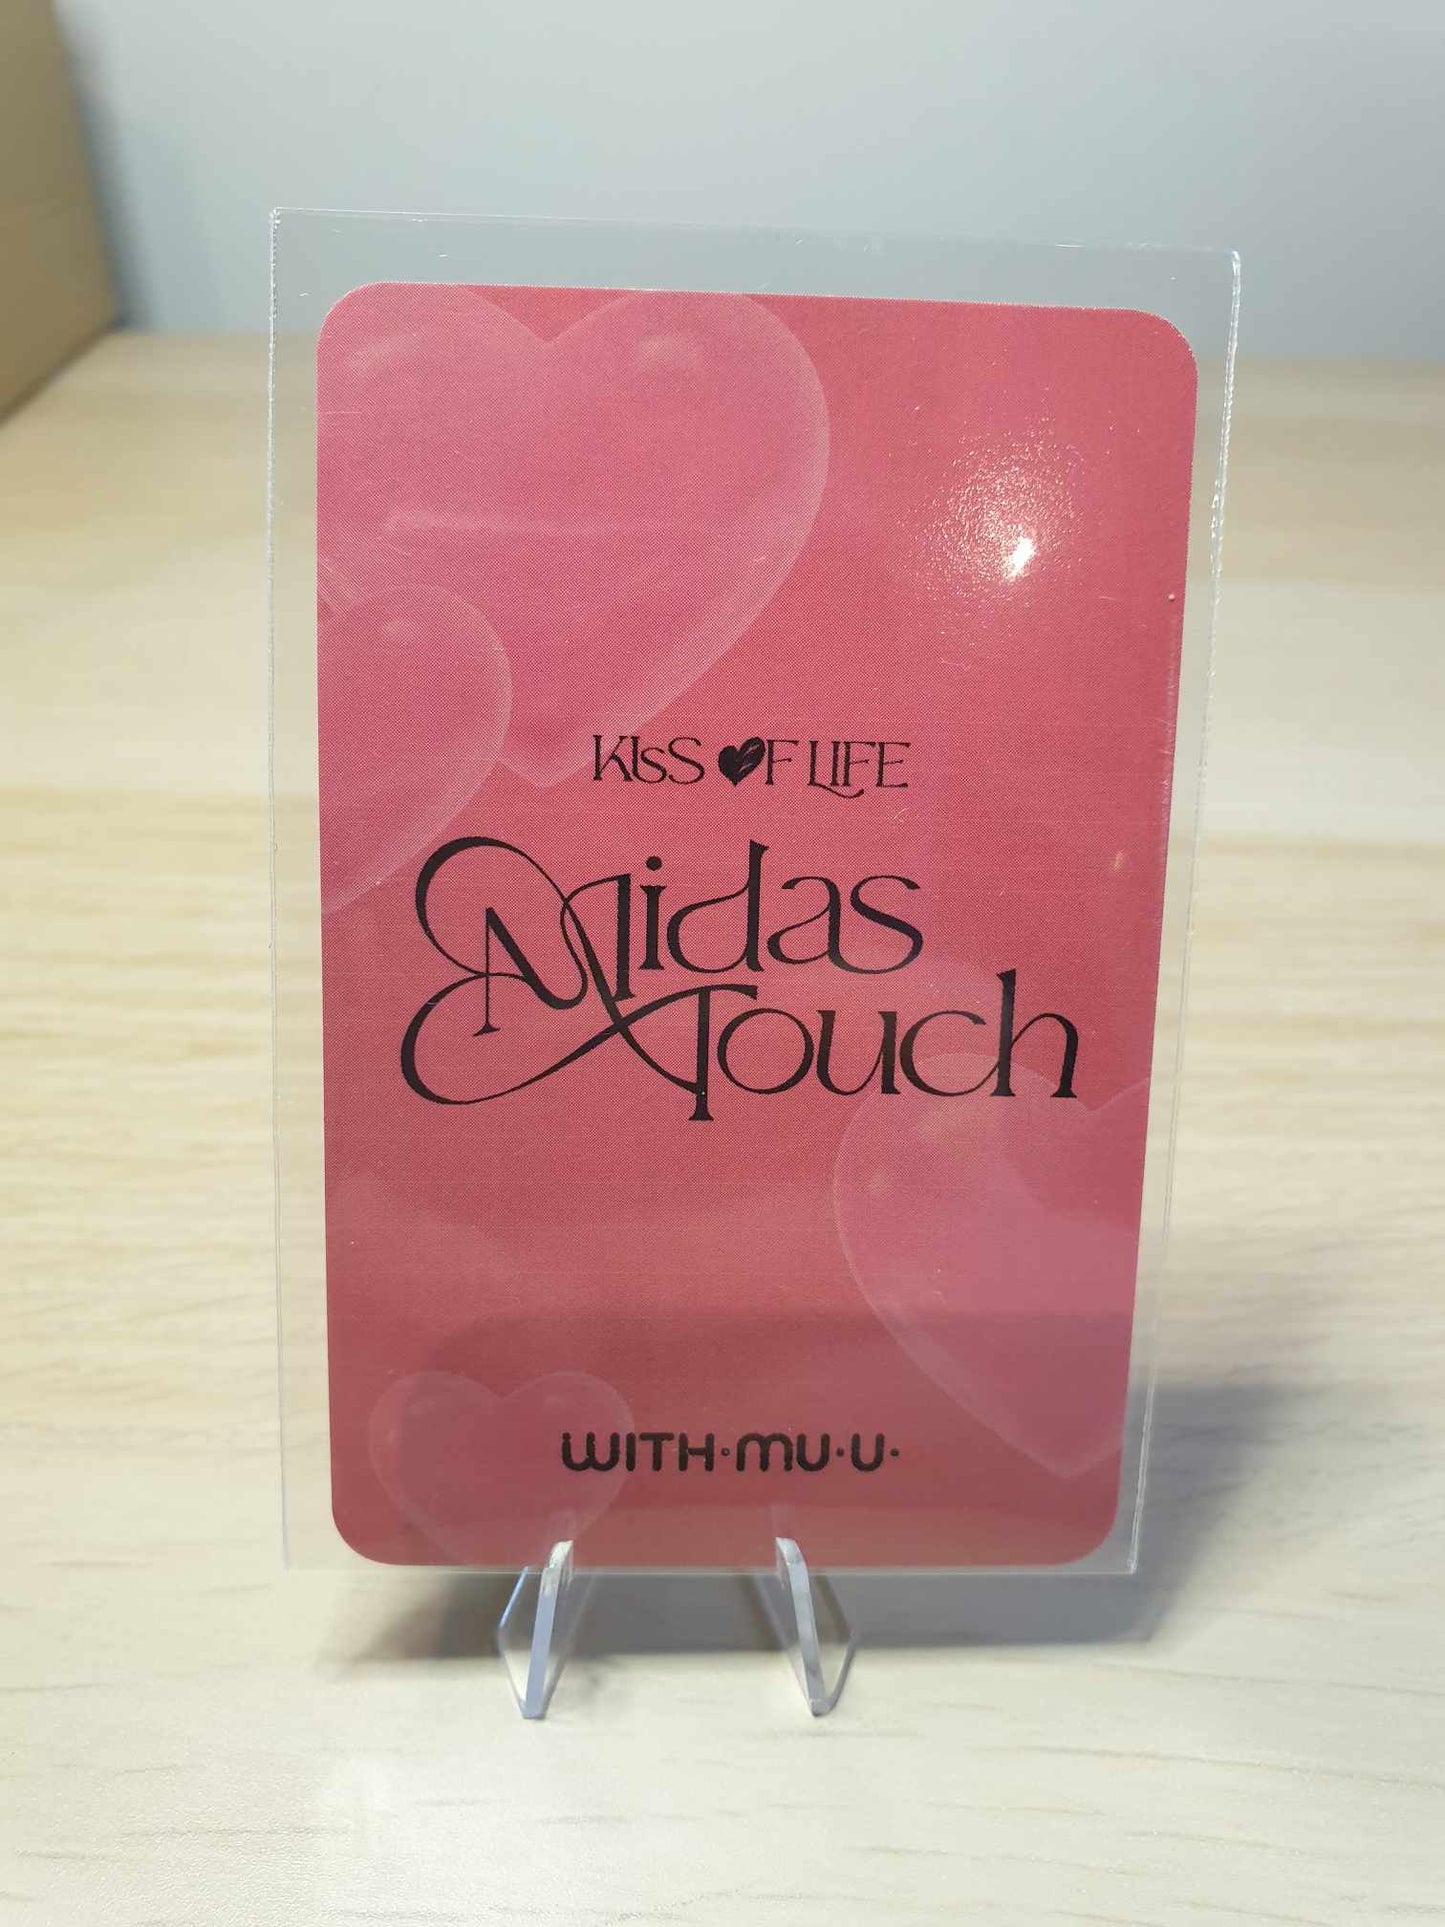 KISS OF LIFE
Midas
Touch
WITH·MU·U·